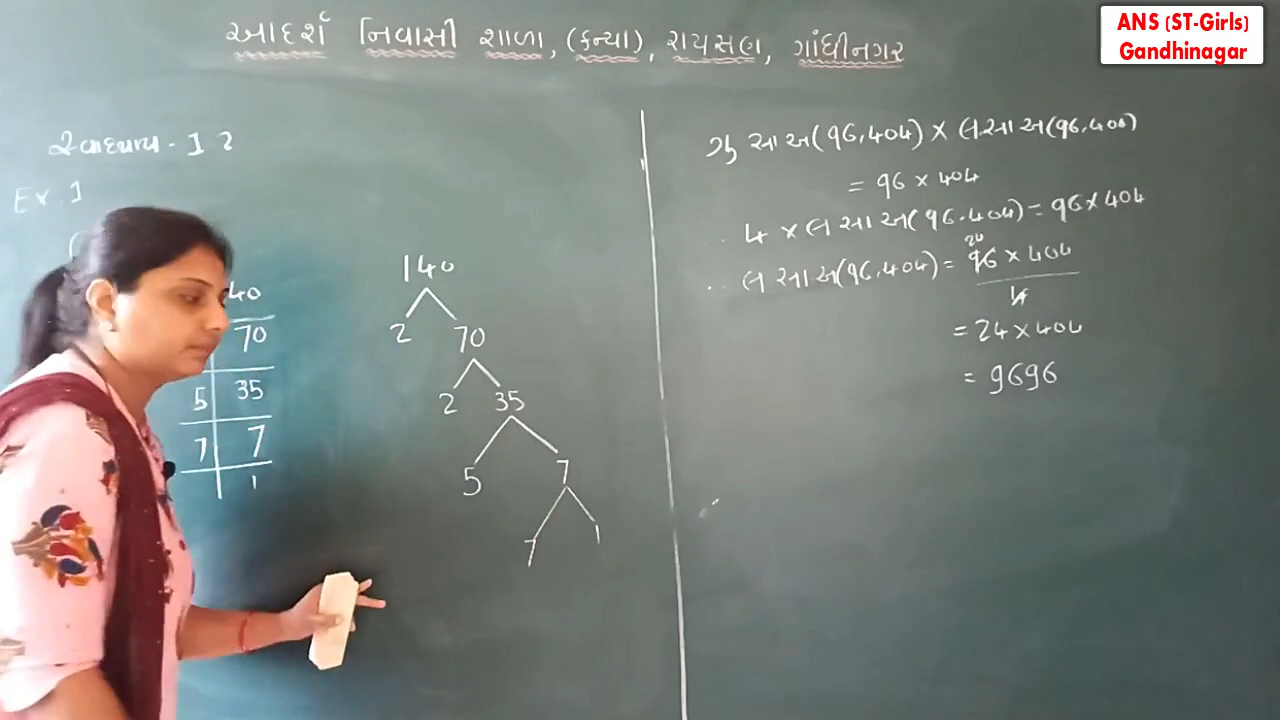 ANS (ST-Girls)
Gandhinagar
આદર્શ નિવાસી શાળા, (કન્યા), રાયસણ, ગાંધીનગર
સ્વાધ્યાય - 1 2
Ex. 1
(
40
70
5 35
7 7
1
140
2 70
2 35
5 7
7 1
ગુ સા અ(96,404) × લ સા અ(96,404)
= 96 × 404
4 × લ સા અ(96,404) = 96 × 404
24
∴ લ સા અ(96,404) = 96 × 404
4
= 24 × 404
= 9696